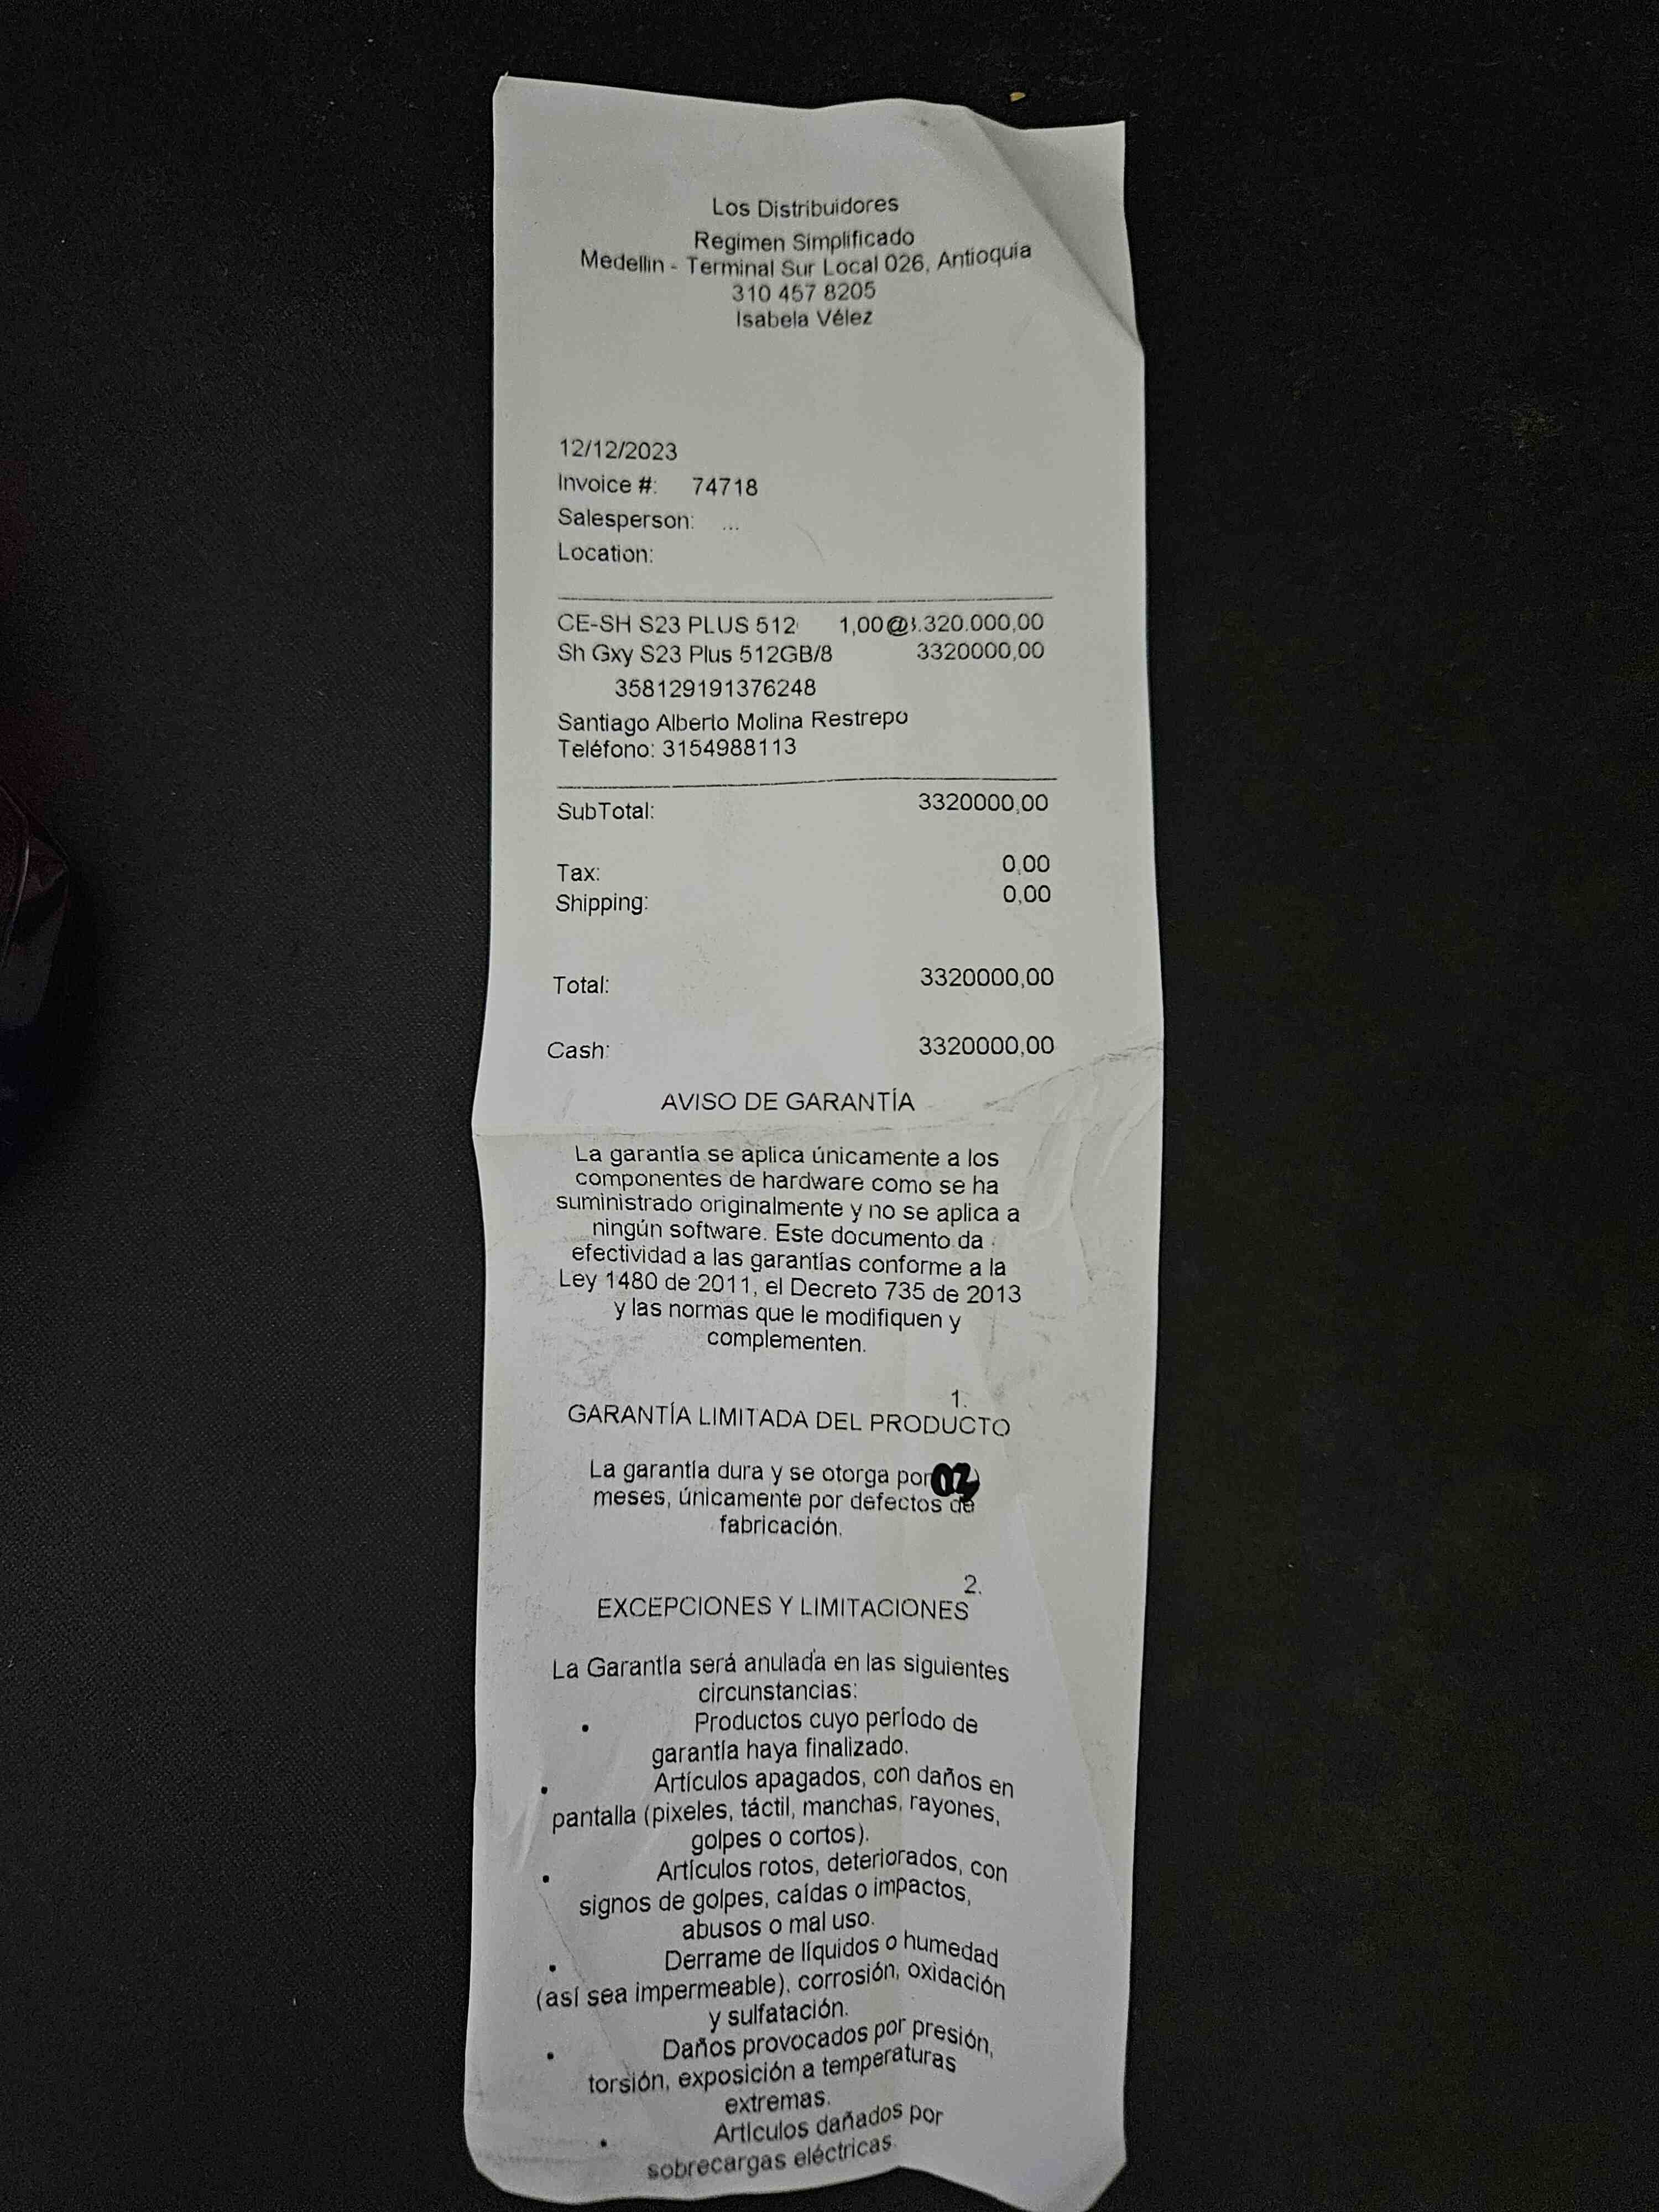 Los Distribuidores
Regimen Simplificado
Medellin - Terminal Sur Local 026, Antioquia
310 457 8205
Isabela Vélez
12/12/2023
Invoice #: 74718
Salesperson: ...
Location:
CE-SH S23 PLUS 512 1,00@ .320.000,00
Sh Gxy S23 Plus 512GB/8 3320000,00
358129191376248
Santiago Alberto Molina Restrepo
Teléfono: 3154988113
SubTotal: 3320000,00
Tax: 0,00
Shipping: 0,00
Total: 3320000,00
Cash: 3320000,00
AVISO DE GARANTÍA
La garantía se aplica únicamente a los
componentes de hardware como se ha
suministrado originalmente y no se aplica a
ningún software. Este documento da
efectividad a las garantías conforme a la
Ley 1480 de 2011, el Decreto 735 de 2013
y las normas que le modifiquen y
complementen.
1.
GARANTÍA LIMITADA DEL PRODUCTO
La garantía dura y se otorga por
meses, únicamente por defectos de
fabricación.
2.
EXCEPCIONES Y LIMITACIONES
La Garantía será anulada en las siguientes
circunstancias:
• Productos cuyo período de
garantía haya finalizado.
• Artículos apagados, con daños en
pantalla (pixeles, táctil, manchas, rayones,
golpes o cortos).
• Artículos rotos, deteriorados, con
signos de golpes, caídas o impactos,
abusos o mal uso.
• Derrame de líquidos o humedad
(así sea impermeable), corrosión, oxidación
y sulfatación.
• Daños provocados por presión,
torsión, exposición a temperaturas
extremas.
• Artículos dañados por
sobrecargas eléctricas.